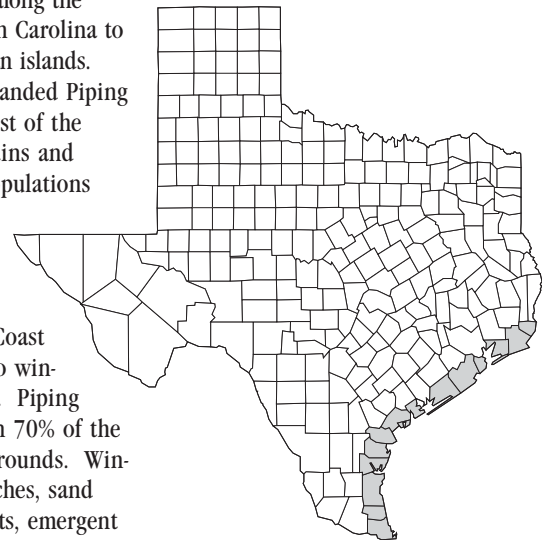 along the
n Carolina to
n islands.
anded Piping
st of the
ins and
pulations
Coast
o win-
Piping
n 70% of the
rounds. Win-
ches, sand
ts, emergent